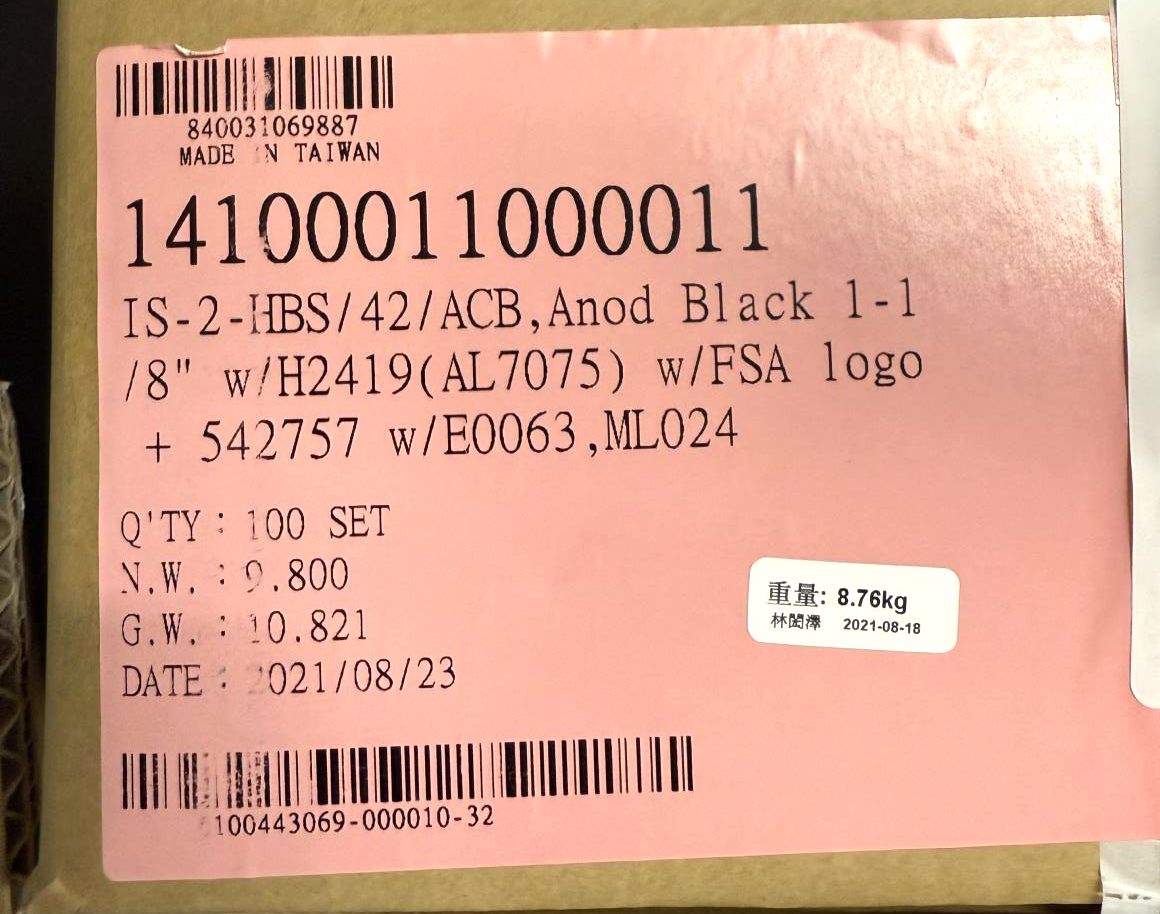 840031069887
MADE IN TAIWAN
14100011000011
IS-2-HBS/42/ACB,Anod Black 1-1
/8" w/H2419(AL7075) w/FSA logo
+ 542757 w/E0063,ML024
Q'TY : 100 SET
N.W. : 9.800
G.W. : 10.821
DATE : 2021/08/23
重量: 8.76kg
林閔澤 2021-08-18
100443069-000010-32